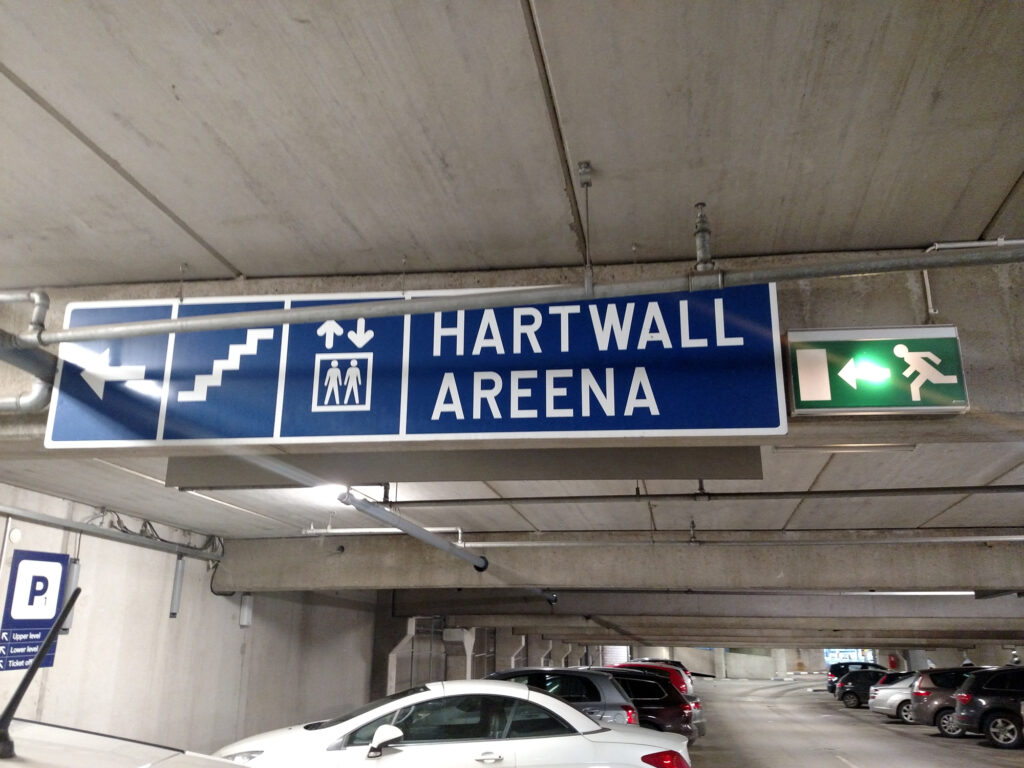 HARTWALL
AREENA
P
Upper level
Lower level